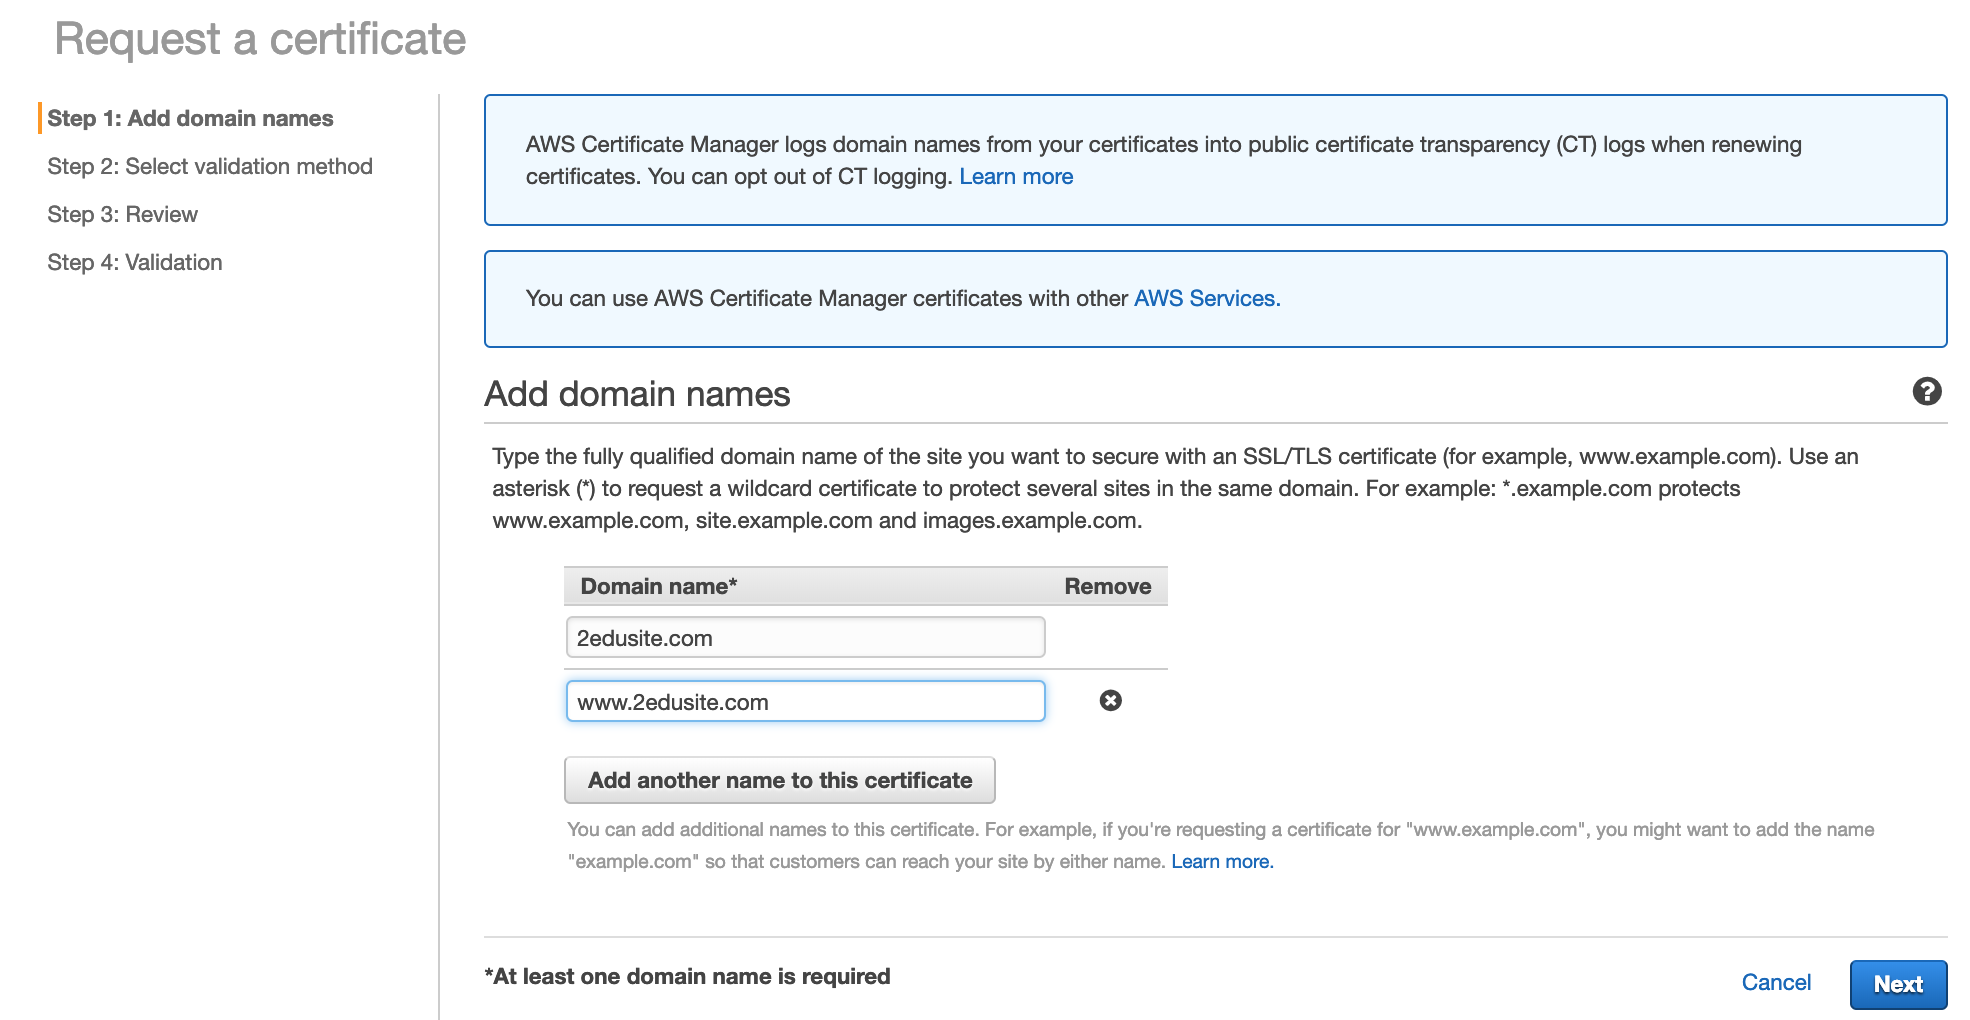 Request a certificate
Step 1: Add domain names
Step 2: Select validation method
Step 3: Review
Step 4: Validation
AWS Certificate Manager logs domain names from your certificates into public certificate transparency (CT) logs when renewing
certificates. You can opt out of CT logging. Learn more
You can use AWS Certificate Manager certificates with other AWS Services.
Add domain names
Type the fully qualified domain name of the site you want to secure with an SSL/TLS certificate (for example, www.example.com). Use an
asterisk (*) to request a wildcard certificate to protect several sites in the same domain. For example: *.example.com protects
www.example.com, site.example.com and images.example.com.
Domain name* Remove
2edusite.com
www.2edusite.com
Add another name to this certificate
You can add additional names to this certificate. For example, if you're requesting a certificate for "www.example.com", you might want to add the name
"example.com" so that customers can reach your site by either name. Learn more.
*At least one domain name is required
Cancel Next